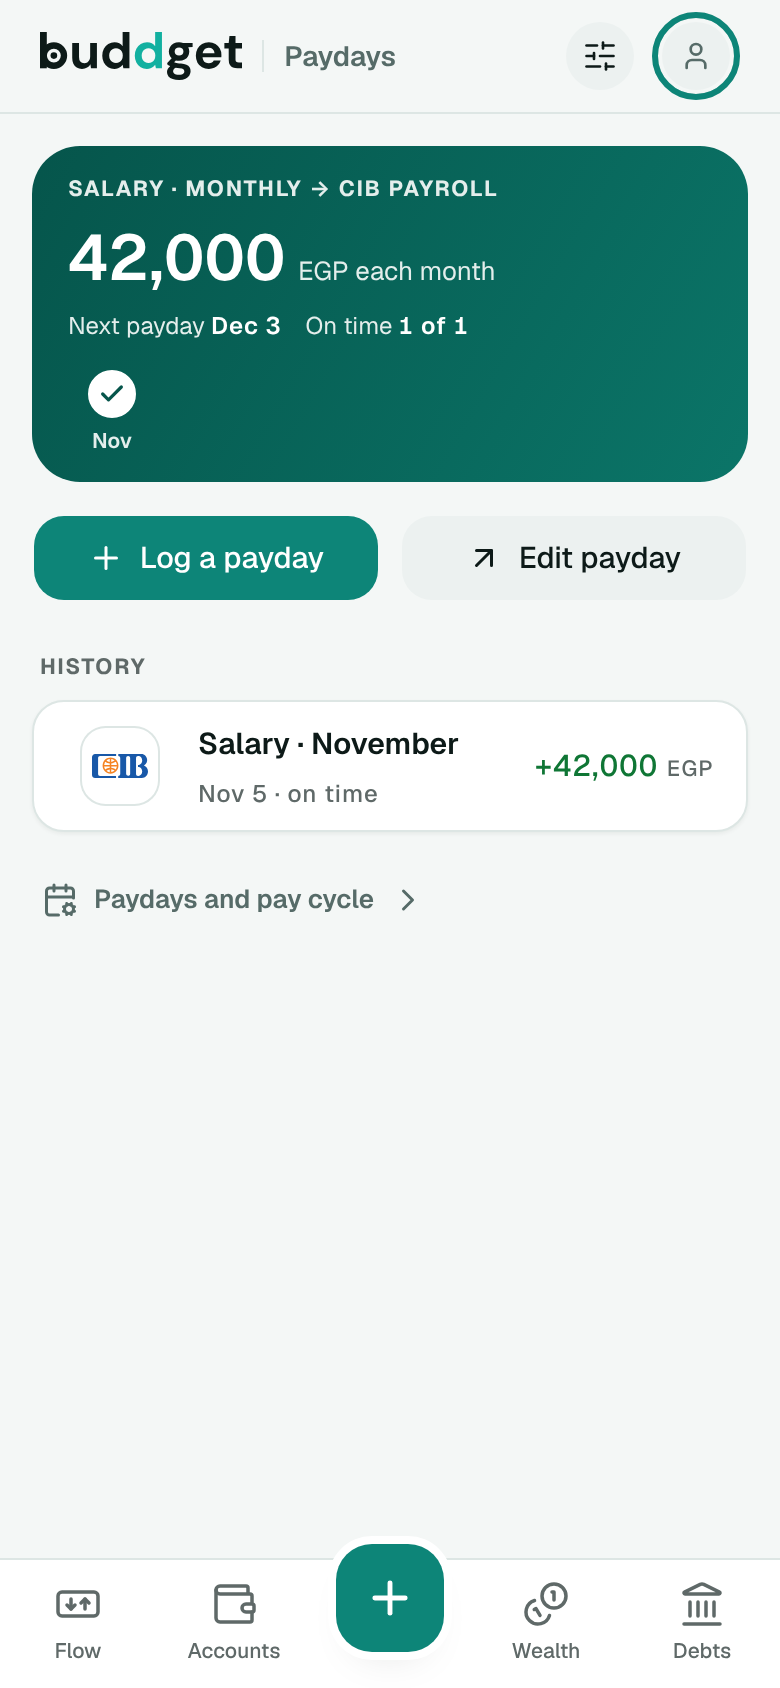 buddget
Paydays
SALARY · MONTHLY → CIB PAYROLL
42,000 EGP each month
Next payday Dec 3 On time 1 of 1
Nov
+ Log a payday
Edit payday
HISTORY
CIB
Salary · November
Nov 5 · on time
+42,000 EGP
Paydays and pay cycle
Flow
Accounts
Wealth
Debts